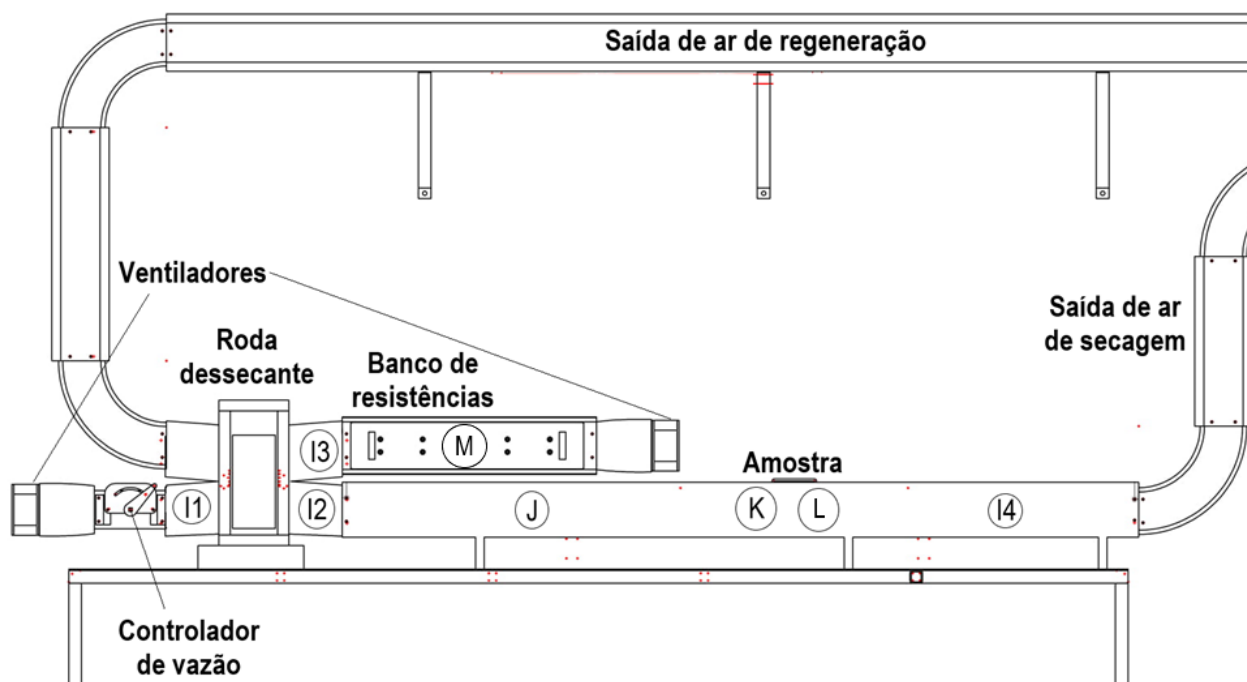 Saída de ar de regeneração
Ventiladores
Roda
dessecante
Banco de
resistências
Saída de ar
de secagem
I3
M
Amostra
I1
I2
J
K
L
I4
Controlador
de vazão